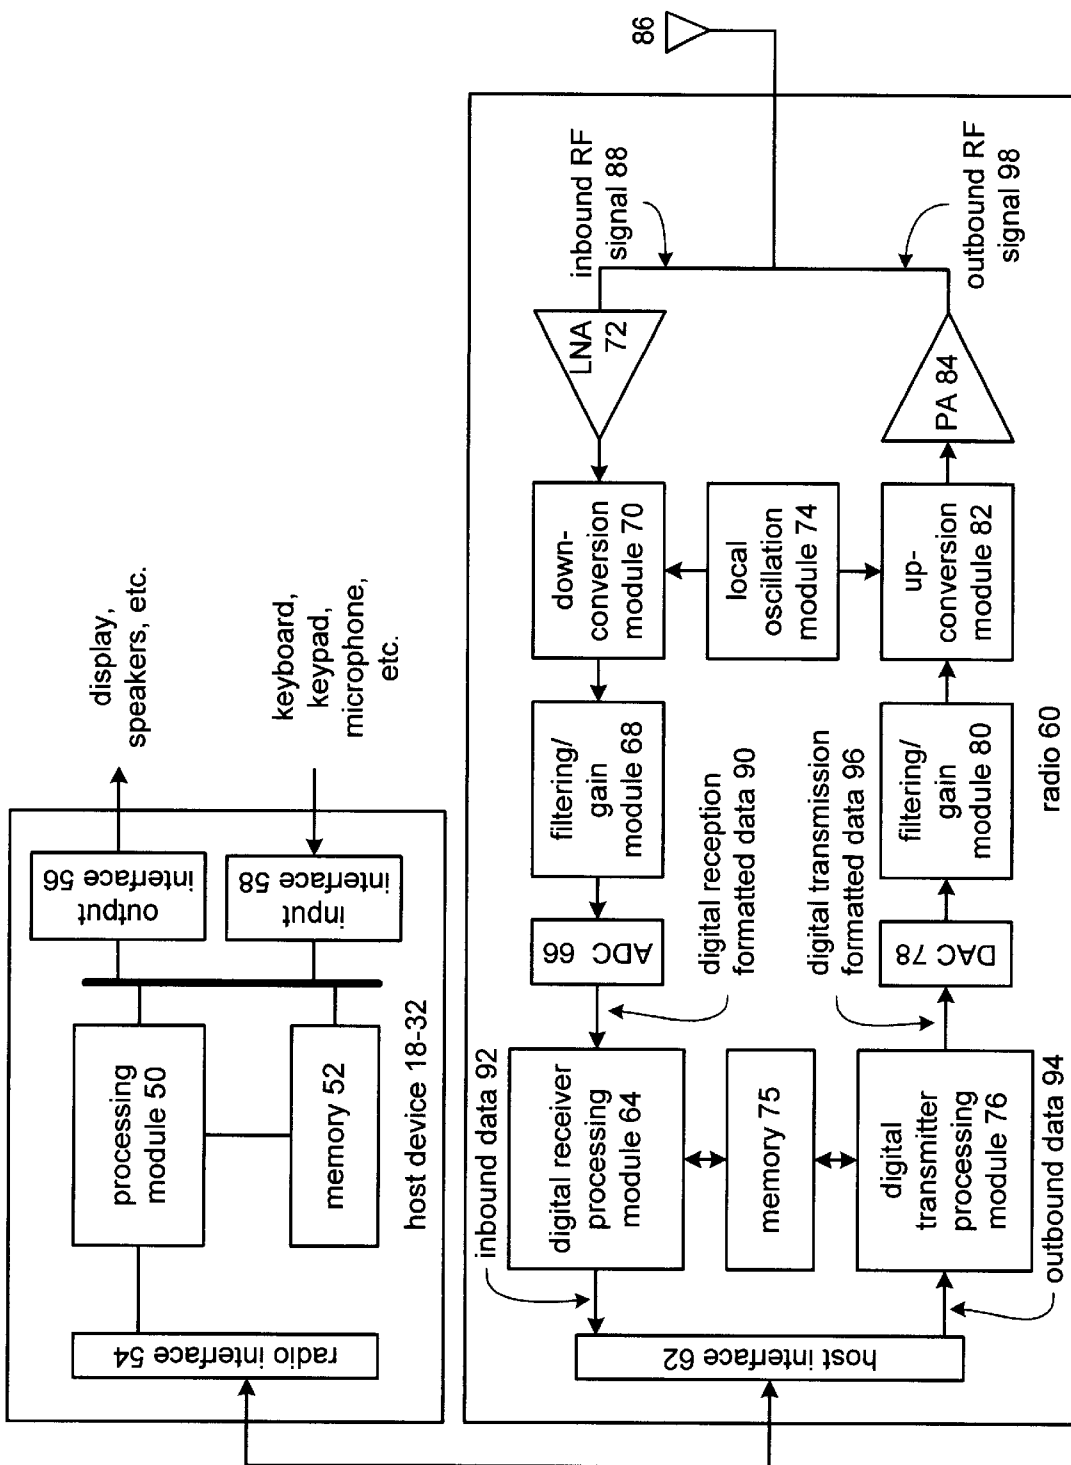 radio interface 54
processing
module 50
memory 52
output
interface 56
input
interface 58
display,
speakers, etc.
keyboard,
keypad,
microphone,
etc.
host device 18-32
86
host interface 62
inbound data 92
digital receiver
processing
module 64
ADC 66
filtering/
gain
module 68
down-
conversion
module 70
LNA
72
inbound RF
signal 88
memory 75
digital reception
formatted data 90
local
oscillation
module 74
digital transmission
formatted data 96
outbound RF
signal 98
digital
transmitter
processing
module 76
DAC 78
filtering/
gain
module 80
up-
conversion
module 82
PA 84
outbound data 94
radio 60